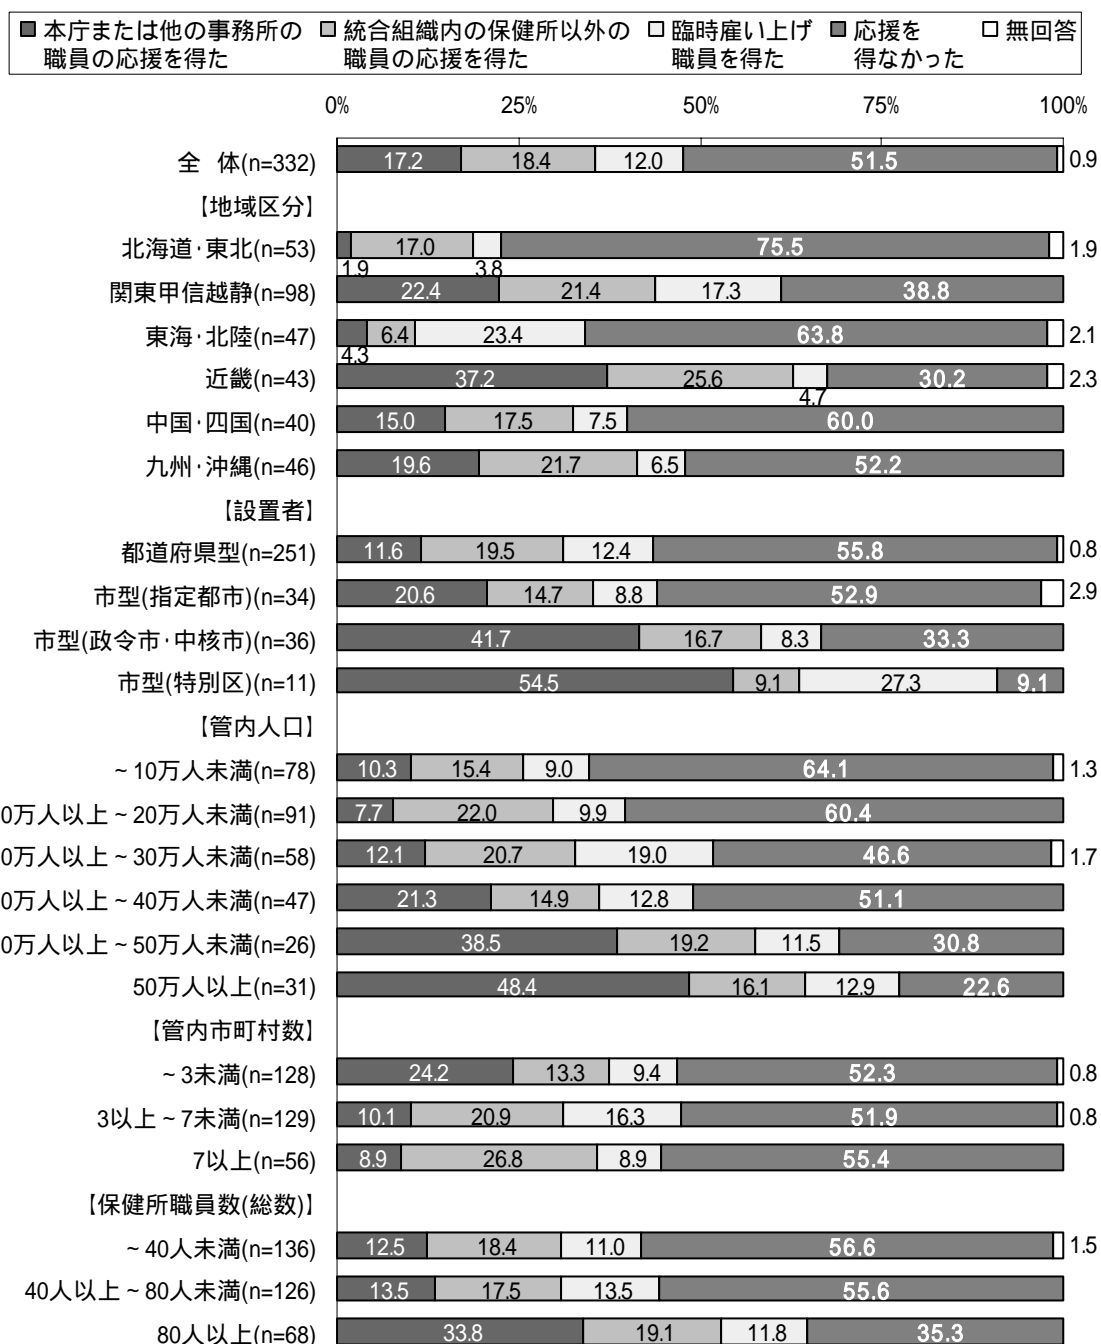 ■ 本庁または他の事務所の ■ 統合組織内の保健所以外の □ 臨時雇い上げ ■ 応援を □ 無回答
職員の応援を得た 職員の応援を得た 職員を得た 得なかった
0% 25% 50% 75% 100%
全 体(n=332) 17.2 18.4 12.0 51.5 0.9
【地域区分】
北海道･東北(n=53) 17.0 75.5 1.9
1.9 3.8
関東甲信越静(n=98) 22.4 21.4 17.3 38.8
東海･北陸(n=47) 6.4 23.4 63.8 2.1
4.3
近畿(n=43) 37.2 25.6 30.2 2.3
4.7
中国･四国(n=40) 15.0 17.5 7.5 60.0
九州･沖縄(n=46) 19.6 21.7 6.5 52.2
【設置者】
都道府県型(n=251) 11.6 19.5 12.4 55.8 0.8
市型(指定都市)(n=34) 20.6 14.7 8.8 52.9 2.9
市型(政令市･中核市)(n=36) 41.7 16.7 8.3 33.3
市型(特別区)(n=11) 54.5 9.1 27.3 9.1
【管内人口】
~10万人未満(n=78) 10.3 15.4 9.0 64.1 1.3
0万人以上~20万人未満(n=91) 7.7 22.0 9.9 60.4
0万人以上~30万人未満(n=58) 12.1 20.7 19.0 46.6 1.7
0万人以上~40万人未満(n=47) 21.3 14.9 12.8 51.1
0万人以上~50万人未満(n=26) 38.5 19.2 11.5 30.8
50万人以上(n=31) 48.4 16.1 12.9 22.6
【管内市町村数】
~3未満(n=128) 24.2 13.3 9.4 52.3 0.8
3以上~7未満(n=129) 10.1 20.9 16.3 51.9 0.8
7以上(n=56) 8.9 26.8 8.9 55.4
【保健所職員数(総数)】
~40人未満(n=136) 12.5 18.4 11.0 56.6 1.5
40人以上~80人未満(n=126) 13.5 17.5 13.5 55.6
80人以上(n=68) 33.8 19.1 11.8 35.3